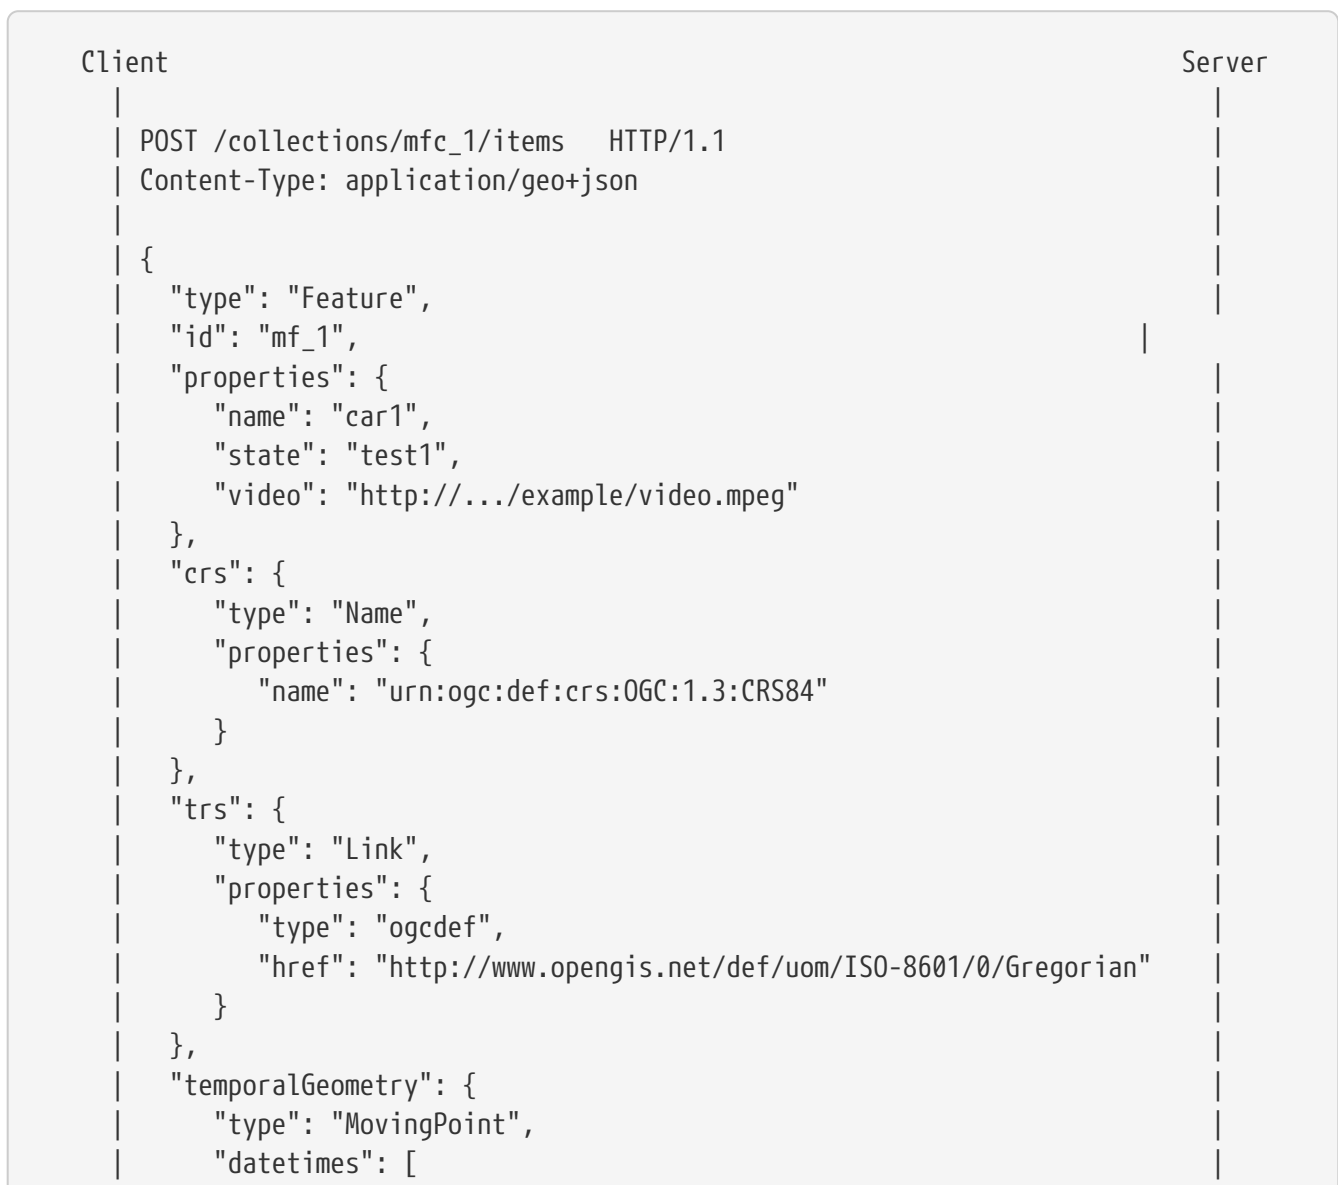 Client                                                                      Server
  |                                                                           |
  | POST /collections/mfc_1/items   HTTP/1.1                                  |
  | Content-Type: application/geo+json                                        |
  |                                                                           |
  | {                                                                         |
  |   "type": "Feature",                                                      |
  |   "id": "mf_1",                                                      |
  |   "properties": {                                                         |
  |      "name": "car1",                                                      |
  |      "state": "test1",                                                    |
  |      "video": "http://.../example/video.mpeg"                             |
  |   },                                                                      |
  |   "crs": {                                                                |
  |      "type": "Name",                                                      |
  |      "properties": {                                                      |
  |         "name": "urn:ogc:def:crs:OGC:1.3:CRS84"                           |
  |      }                                                                    |
  |   },                                                                      |
  |   "trs": {                                                                |
  |      "type": "Link",                                                      |
  |      "properties": {                                                      |
  |         "type": "ogcdef",                                                 |
  |         "href": "http://www.opengis.net/def/uom/ISO-8601/0/Gregorian"     |
  |      }                                                                    |
  |   },                                                                      |
  |   "temporalGeometry": {                                                   |
  |      "type": "MovingPoint",                                               |
  |      "datetimes": [                                                       |